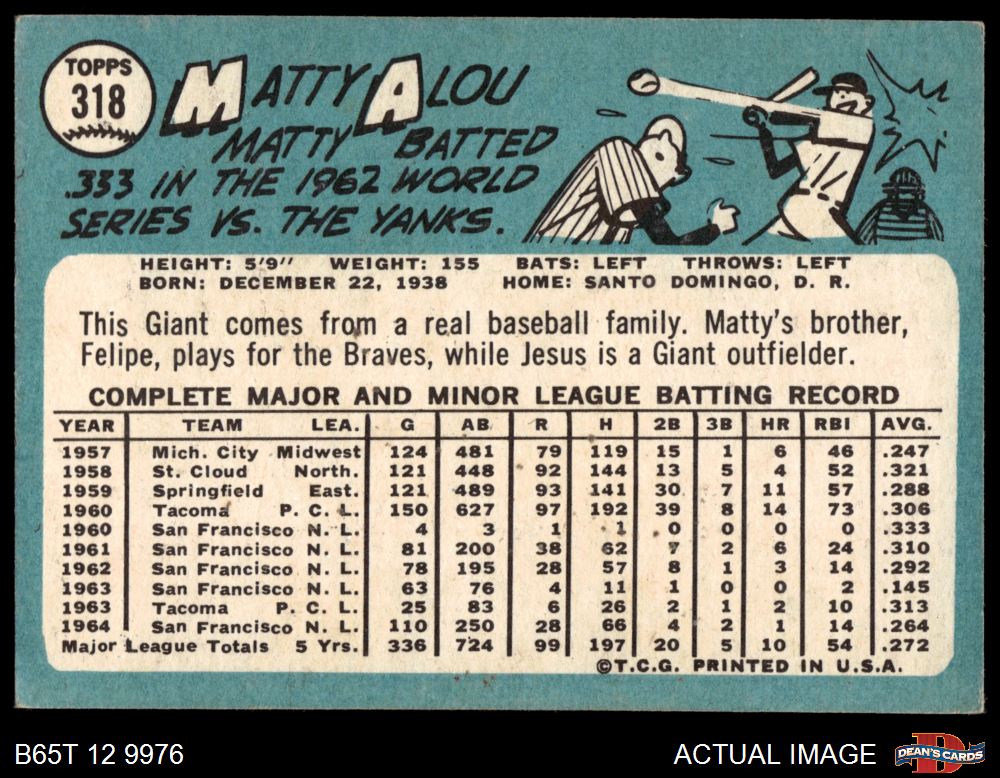 TOPPS
318
MATTY ALOU
MATTY BATTED
.333 IN THE 1962 WORLD
SERIES VS. THE YANKS.
HEIGHT: 5'9" WEIGHT: 155 BATS: LEFT THROWS: LEFT
BORN: DECEMBER 22, 1938 HOME: SANTO DOMINGO, D. R.
This Giant comes from a real baseball family. Matty's brother,
Felipe, plays for the Braves, while Jesus is a Giant outfielder.
COMPLETE MAJOR AND MINOR LEAGUE BATTING RECORD
YEAR TEAM LEA. G AB R H 2B 3B HR RBI AVG.
1957 Mich. City Midwest 124 481 79 119 15 1 6 46 .247
1958 St. Cloud North. 121 448 92 144 13 5 4 52 .321
1959 Springfield East. 121 489 93 141 30 7 11 57 .288
1960 Tacoma P. C. L. 150 627 97 192 39 8 14 73 .306
1960 San Francisco N. L. 4 3 1 1 0 0 0 0 .333
1961 San Francisco N. L. 81 200 38 62 7 2 6 24 .310
1962 San Francisco N. L. 78 195 28 57 8 1 3 14 .292
1963 San Francisco N. L. 63 76 4 11 1 0 0 2 .145
1963 Tacoma P. C. L. 25 83 6 26 2 1 2 10 .313
1964 San Francisco N. L. 110 250 28 66 4 2 1 14 .264
Major League Totals 5 Yrs. 336 724 99 197 20 5 10 54 .272
©T.C.G. PRINTED IN U.S.A.
B65T 12 9976
ACTUAL IMAGE
DEAN'S CARDS